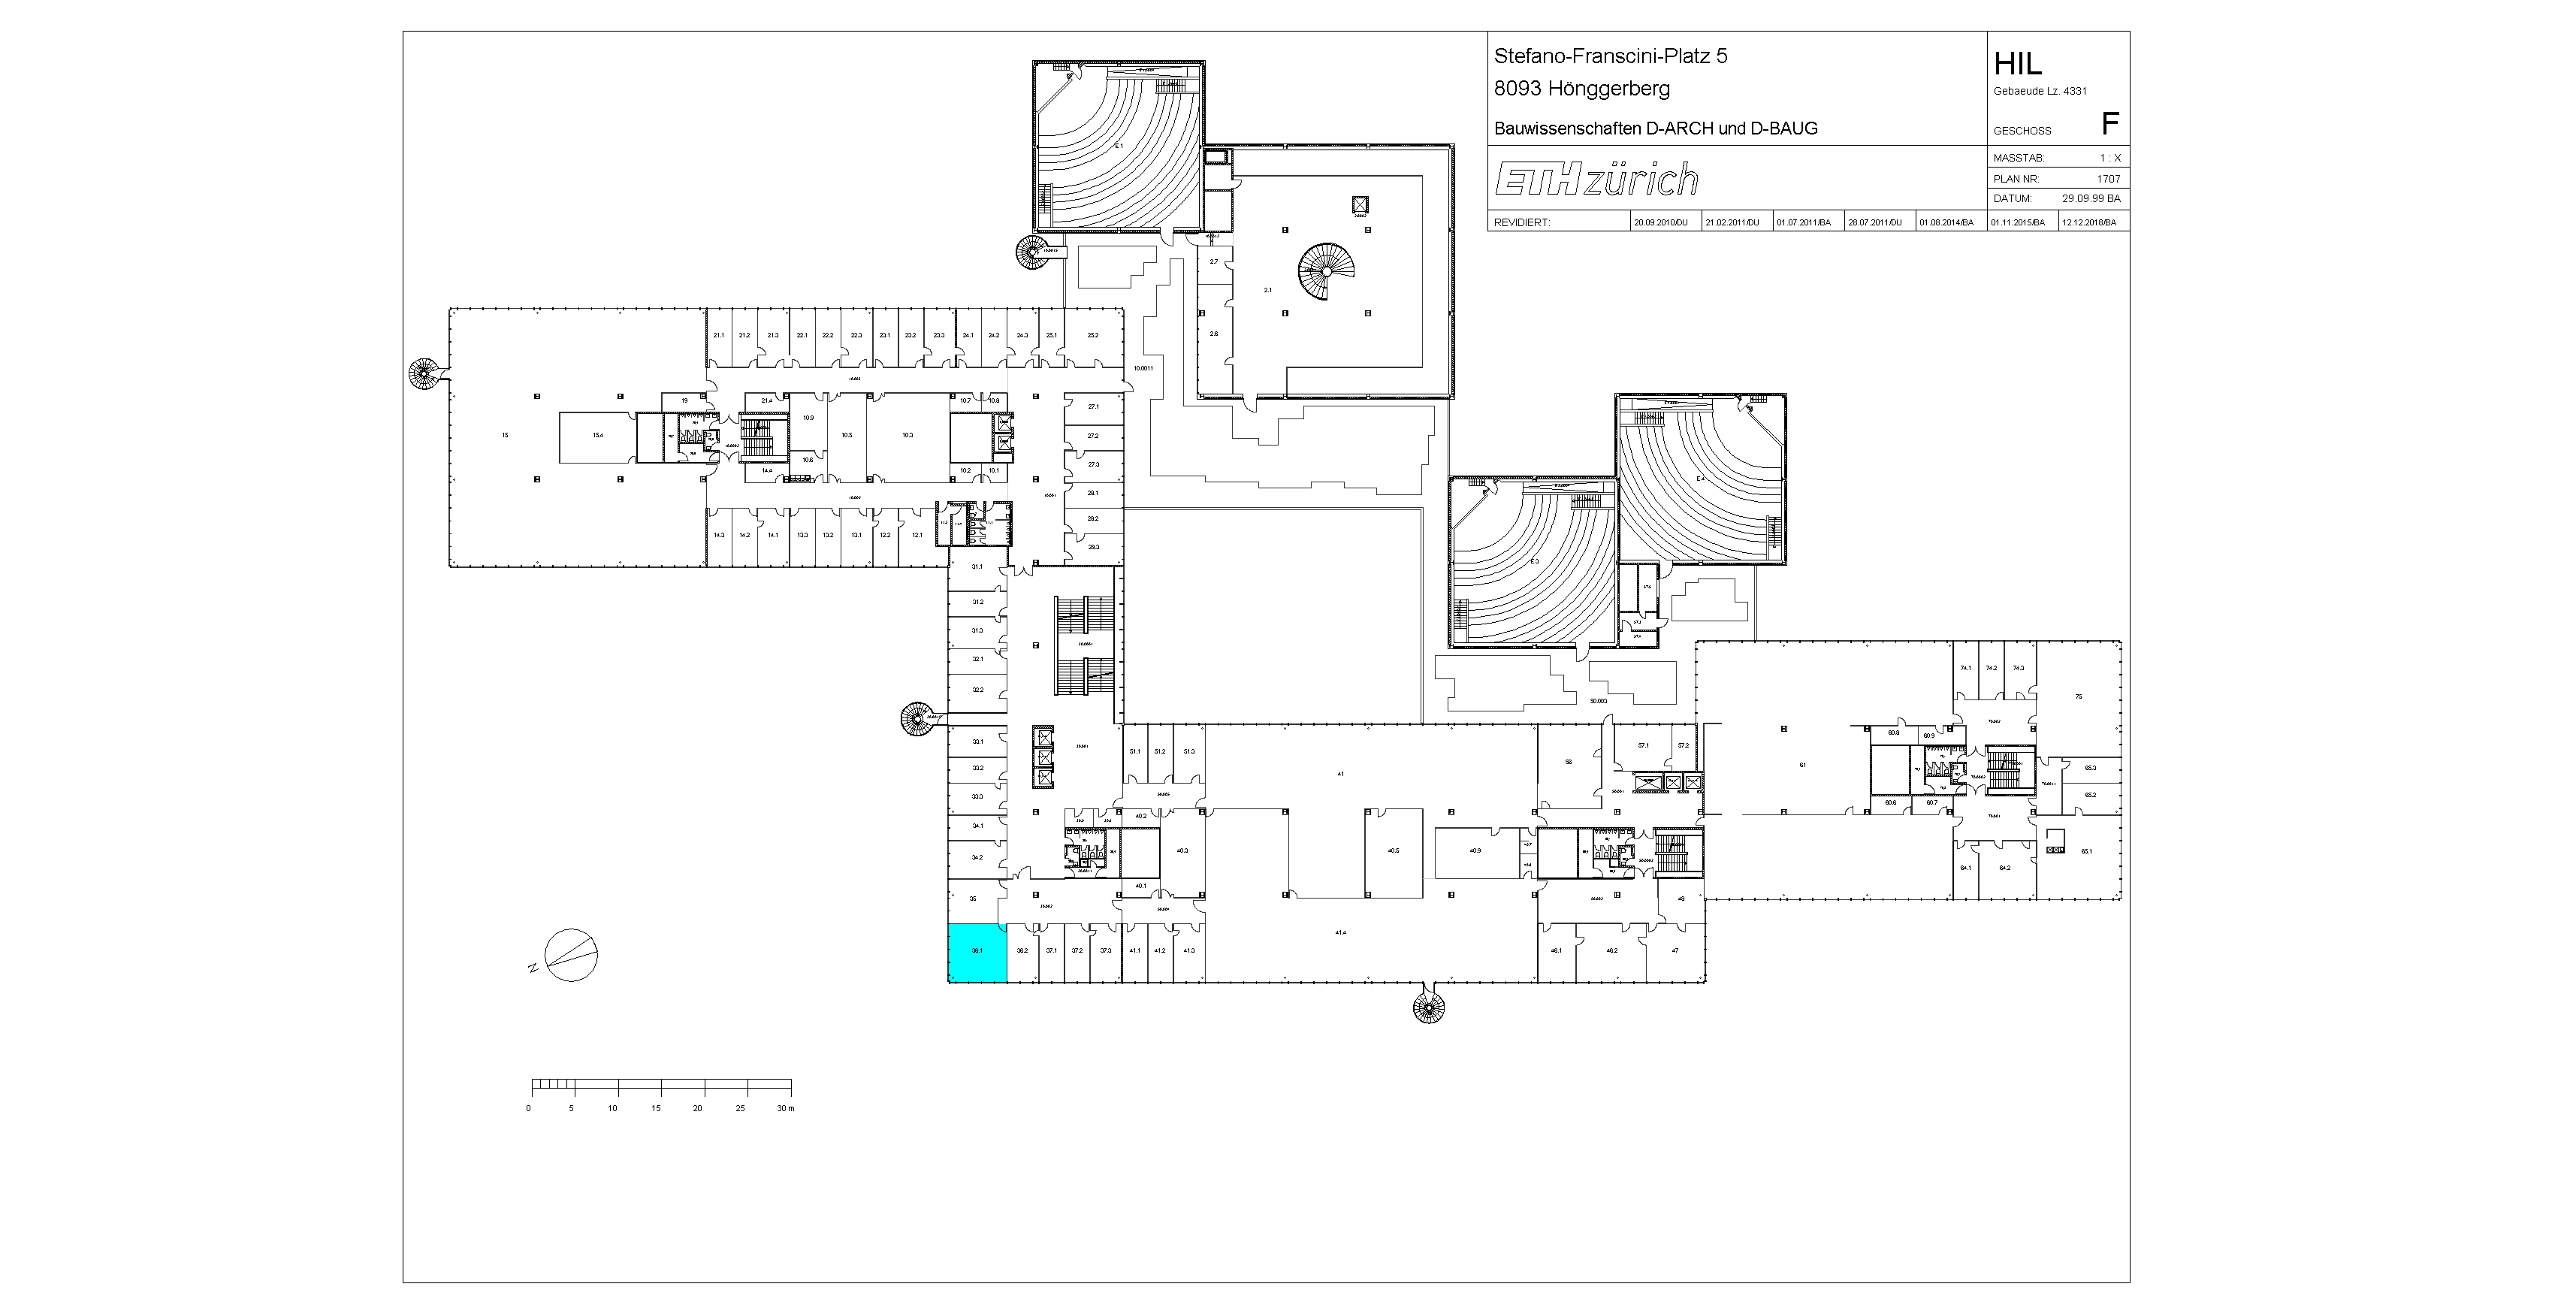 Stefano-Franscini-Platz 5
8093 Hönggerberg
Bauwissenschaften D-ARCH und D-BAUG
HIL
Gebaeude Lz. 4331
GESCHOSS F
ETH zürich
MASSTAB: 1 : X
PLAN NR: 1707
DATUM: 29.09.99 BA
REVIDIERT: 20.09.2010/DU 21.02.2011/DU 01.07.2011/BA 28.07.2011/DU 01.08.2014/BA 01.11.2015/BA 12.12.2018/BA
E1
2.7
2.1
2.6
21.1 21.2 21.3 22.1 22.2 22.3 23.1 23.2 23.3 24.1 24.2 24.3 25.1 25.2
10.0011
19 21.4 10.9 10.7 10.8 27.1
15 15.4 10.5 10.3 27.2
14.4 10.6 10.2 10.1 27.3
28.1
28.2
14.3 14.2 14.1 13.3 13.2 13.1 12.2 12.1 28.3
E4
E3
31.1
31.2
31.3
32.1
32.2
33.1
33.2
33.3
34.1
34.2
35
36.1 36.2 37.1 37.2 37.3 41.1 41.2 41.3
51.1 51.2 51.3
41
40.2
40.3 40.5 40.9
40.1
41.4
S0.003
56 57.1 57.2
48
46.1 46.2 47
74.1 74.2 74.3 75
61 60.8 60.9
60.6 60.7
65.3
65.2
65.1
64.1 64.2
N
0 5 10 15 20 25 30 m